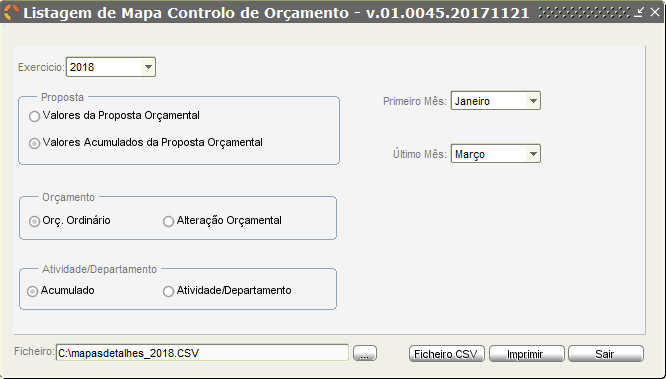 Listagem de Mapa Controlo de Orçamento - v.01.0045.20171121
Exercicio: 2018
Proposta
Valores da Proposta Orçamental
Valores Acumulados da Proposta Orçamental
Primeiro Mês: Janeiro
Último Mês: Março
Orçamento
Orç. Ordinário Alteração Orçamental
Atividade/Departamento
Acumulado Atividade/Departamento
Ficheiro: C:\mapasdetalhes_2018.CSV ... Ficheiro CSV Imprimir Sair